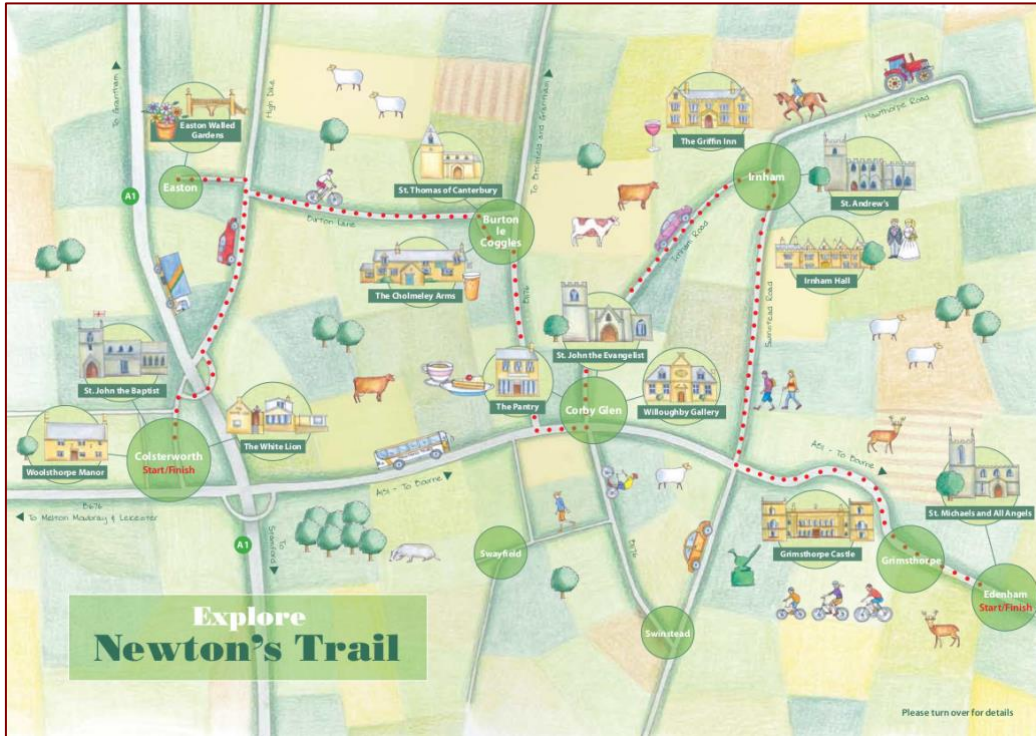 To Grantham
High Dike
To Bitchfield and Grantham
Hawthorpe Road
Easton Walled
Gardens
A1
Easton
Burton Lane
St. Thomas of Canterbury
Burton
le
Coggles
The Cholmeley Arms
B1176
The Griffin Inn
Irnham
St. Andrew's
Irnham Hall
Irnham Road
Swinstead Road
St. John the Baptist
St. John the Evangelist
The Pantry
Corby Glen
Willoughby Gallery
Woolsthorpe Manor
Colsterworth
Start/Finish
The White Lion
A151 - To Bourne
A151 - To Bourne
B676
To Melton Mowbray & Leicester
A1
To
Stamford
Swayfield
B1176
Swinstead
Grimsthorpe Castle
Grimsthorpe
St. Michaels and All Angels
Edenham
Start/Finish
Explore
Newton's Trail
Please turn over for details